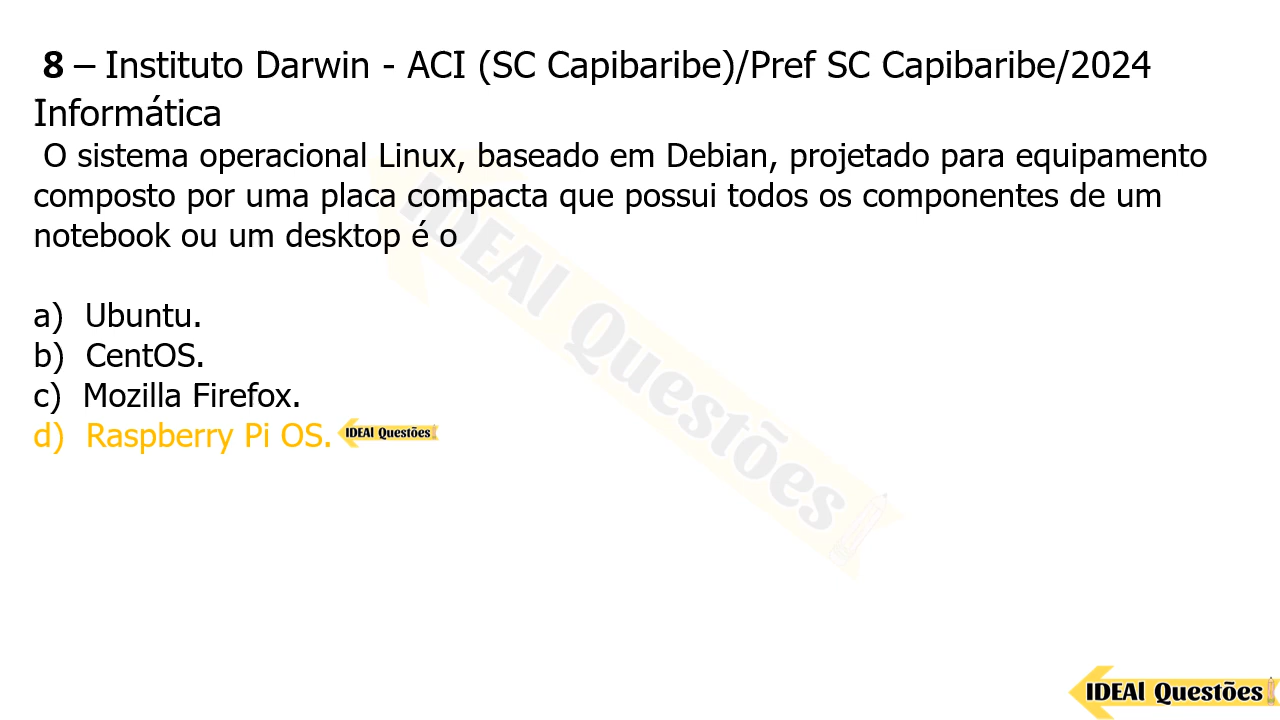 8 – Instituto Darwin - ACI (SC Capibaribe)/Pref SC Capibaribe/2024
Informática
O sistema operacional Linux, baseado em Debian, projetado para equipamento
composto por uma placa compacta que possui todos os componentes de um
notebook ou um desktop é o
a) Ubuntu.
b) CentOS.
c) Mozilla Firefox.
d) Raspberry Pi OS. IDEAl Questões
IDEAl Questões
IDEAl Questões